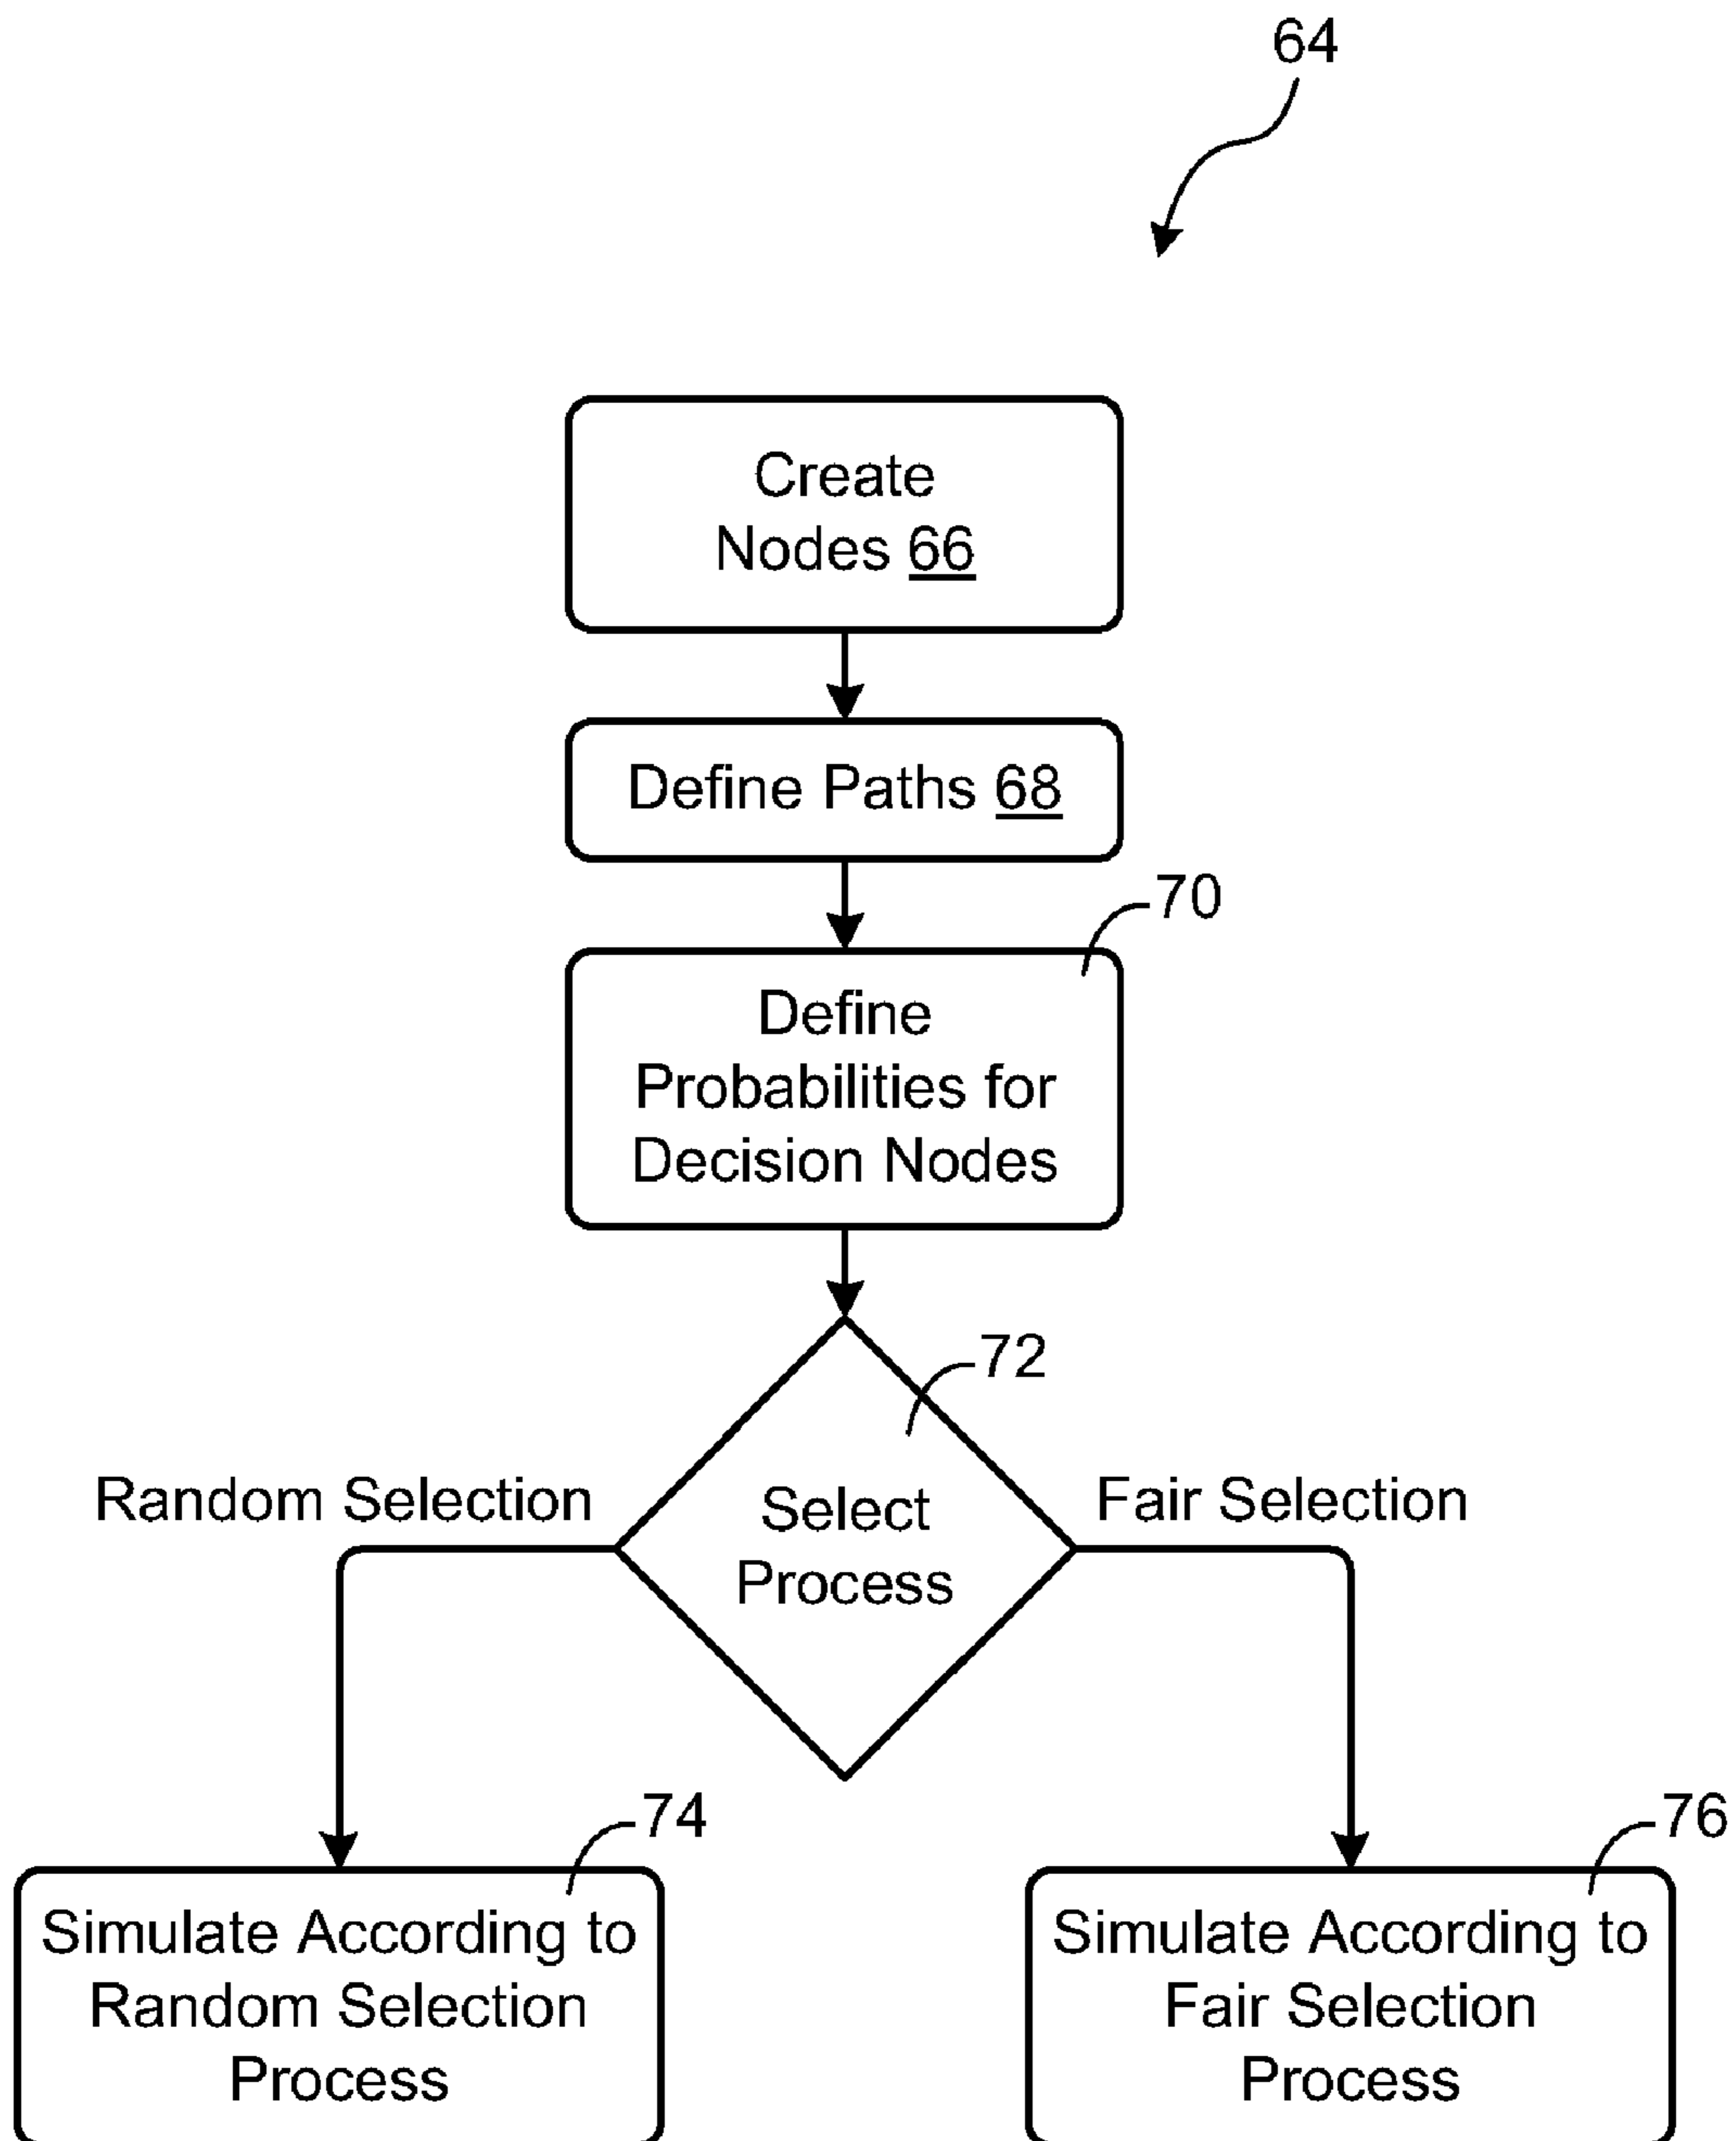 64
Create
Nodes 66
Define Paths 68
70
Define
Probabilities for
Decision Nodes
72
Select
Process
Random Selection
Fair Selection
74
Simulate According to
Random Selection
Process
76
Simulate According to
Fair Selection
Process